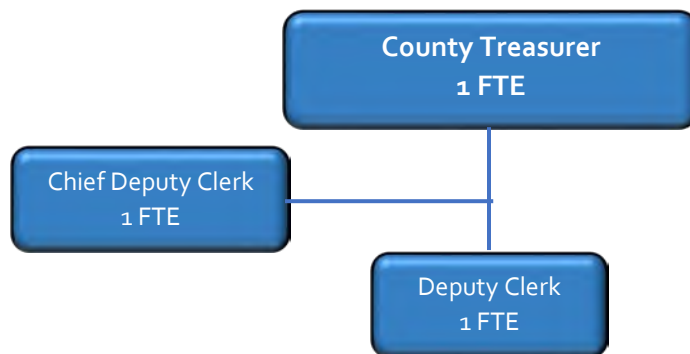 County Treasurer
1 FTE
Chief Deputy Clerk
1 FTE
Deputy Clerk
1 FTE